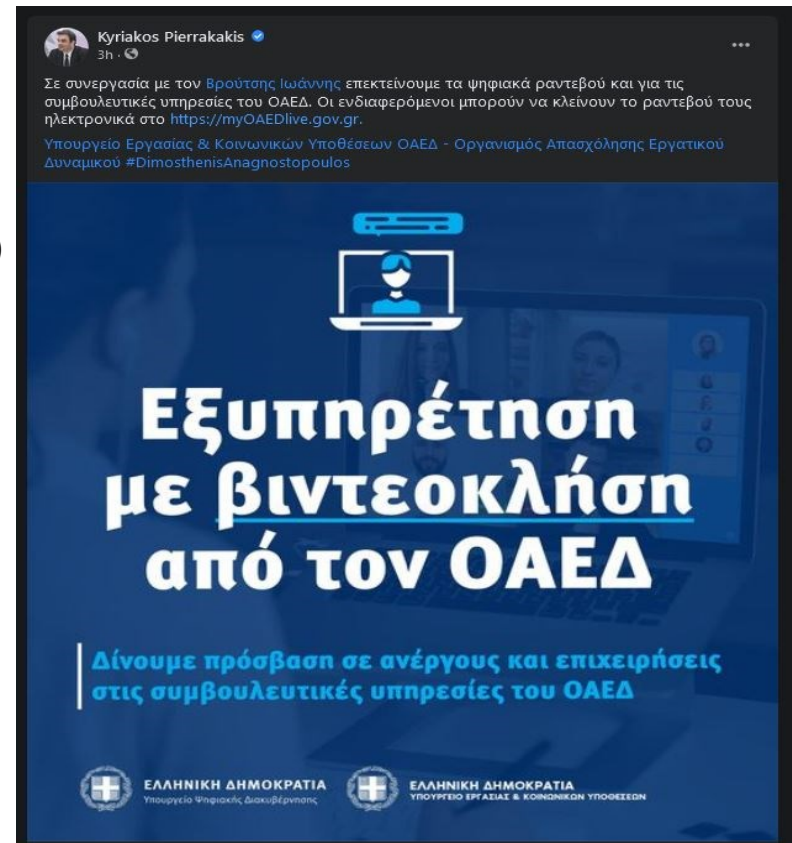 Kyriakos Pierrakakis
3h ·
Σε συνεργασία με τον Βρούτσης Ιωάννης επεκτείνουμε τα ψηφιακά ραντεβού και για τις
συμβουλευτικές υπηρεσίες του ΟΑΕΔ. Οι ενδιαφερόμενοι μπορούν να κλείνουν το ραντεβού τους
ηλεκτρονικά στο https://myOAEDlive.gov.gr.
Υπουργείο Εργασίας & Κοινωνικών Υποθέσεων ΟΑΕΔ - Οργανισμός Απασχόλησης Εργατικού
Δυναμικού #DimosthenisAnagnostopoulos
Εξυπηρέτηση
με βιντεοκλήση
από τον ΟΑΕΔ
Δίνουμε πρόσβαση σε ανέργους και επιχειρήσεις
στις συμβουλευτικές υπηρεσίες του ΟΑΕΔ
ΕΛΛΗΝΙΚΗ ΔΗΜΟΚΡΑΤΙΑ
Υπουργείο Ψηφιακής Διακυβέρνησης
ΕΛΛΗΝΙΚΗ ΔΗΜΟΚΡΑΤΙΑ
ΥΠΟΥΡΓΕΙΟ ΕΡΓΑΣΙΑΣ & ΚΟΙΝΩΝΙΚΩΝ ΥΠΟΘΕΣΕΩΝ